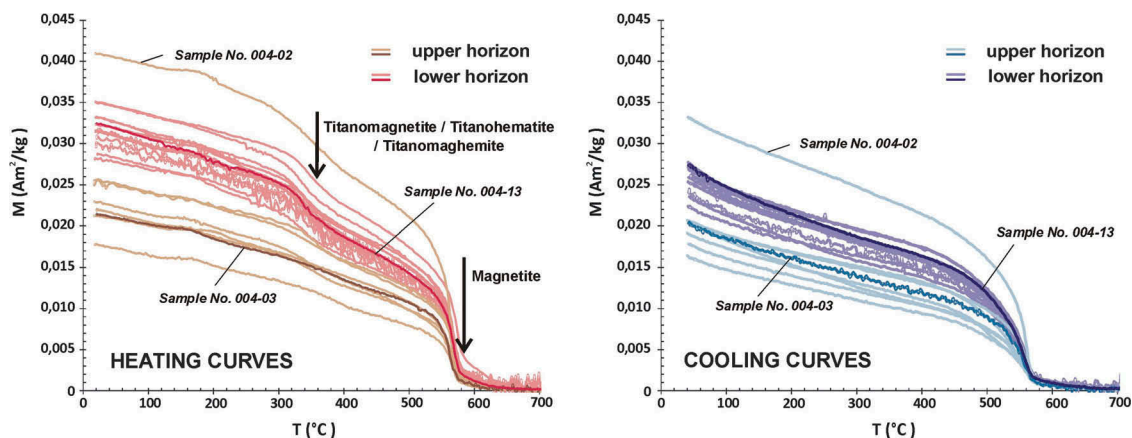 0,045
0,040
0,035
0,030
0,025
0,020
0,015
0,010
0,005
0
M (Am²/kg)
Sample No. 004-02
upper horizon
lower horizon
Titanomagnetite / Titanohematite
/ Titanomaghemite
Sample No. 004-13
Magnetite
Sample No. 004-03
HEATING CURVES
0 100 200 300 400 500 600 700
T (°C)
0,045
0,040
0,035
0,030
0,025
0,020
0,015
0,010
0,005
0
M (Am²/kg)
upper horizon
lower horizon
Sample No. 004-02
Sample No. 004-13
Sample No. 004-03
COOLING CURVES
0 100 200 300 400 500 600 700
T (°C)